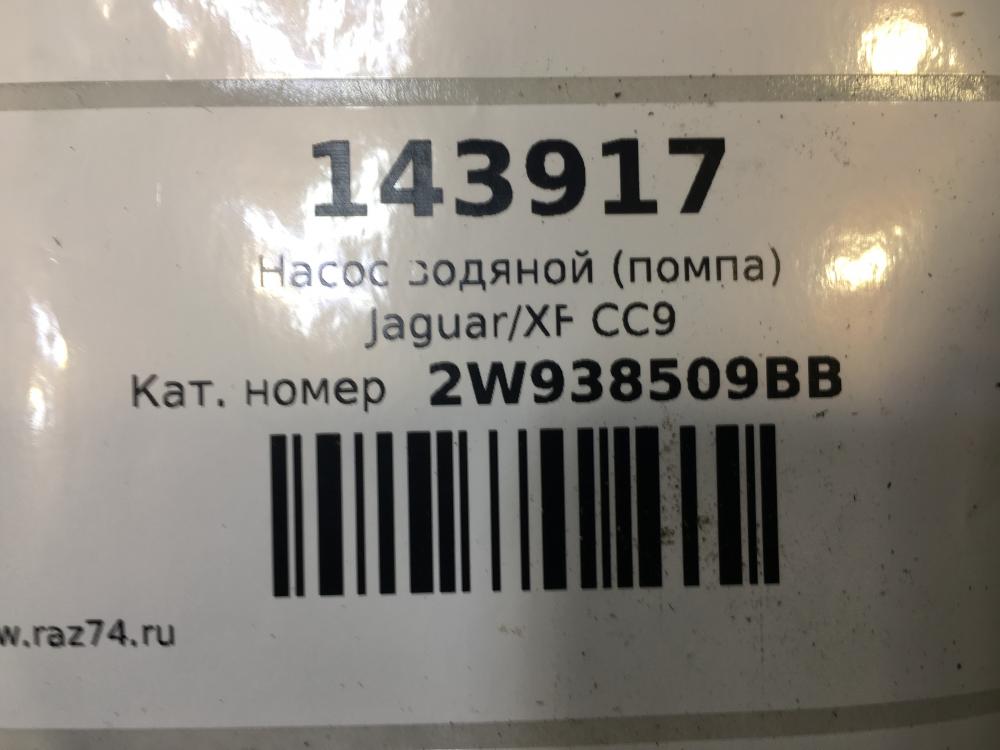 143917
Насос водяной (помпа)
Jaguar/XF CC9
Кат. номер 2W938509BB
w.raz74.ru